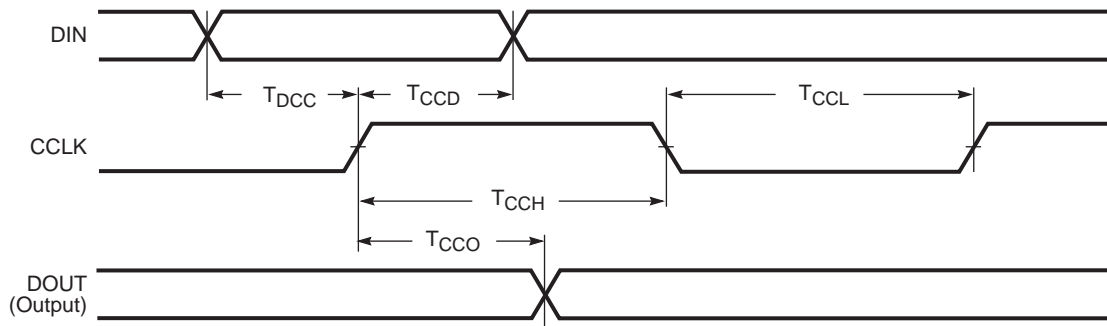 DIN
TDCC
TCCD
TCCL
CCLK
TCCH
TCCO
DOUT
(Output)